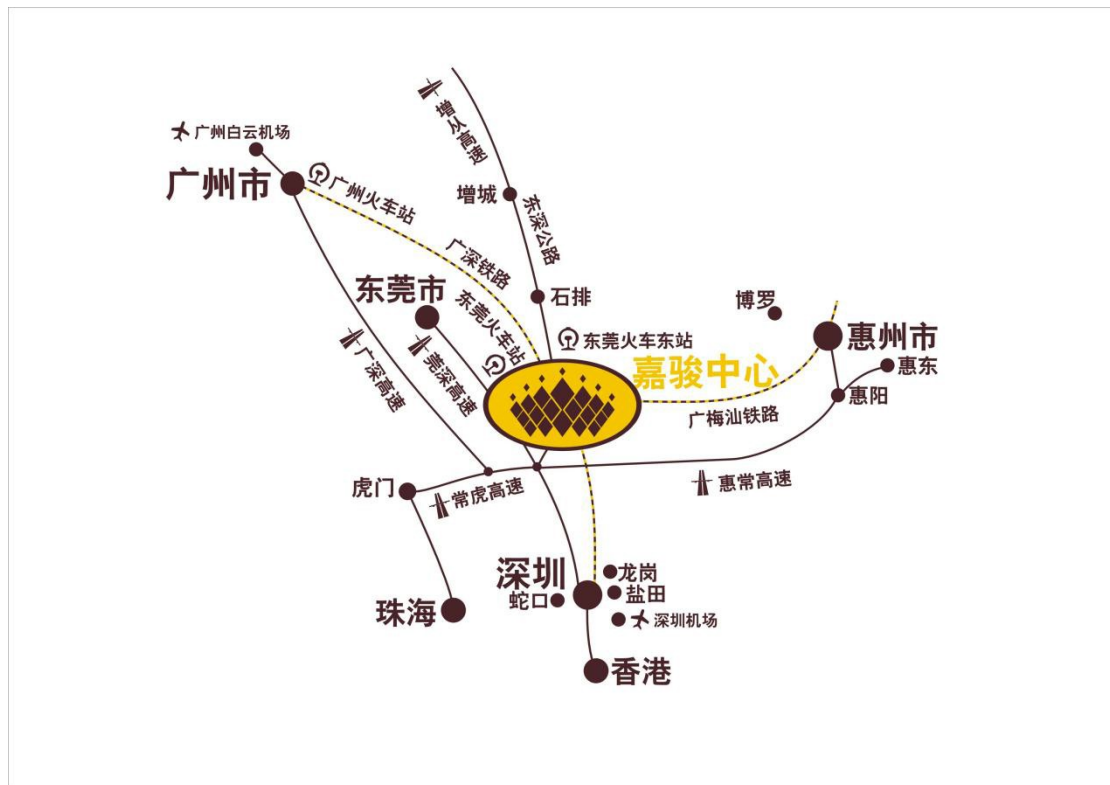 增从高速
广州白云机场
广州市
广州火车站
增城
东深公路
广深铁路
东莞市
东莞火车站
石排
博罗
东莞火车东站
惠州市
嘉骏中心
惠东
惠阳
广深高速
莞深高速
广梅汕铁路
虎门
常虎高速
惠常高速
深圳
龙岗
蛇口
盐田
珠海
深圳机场
香港